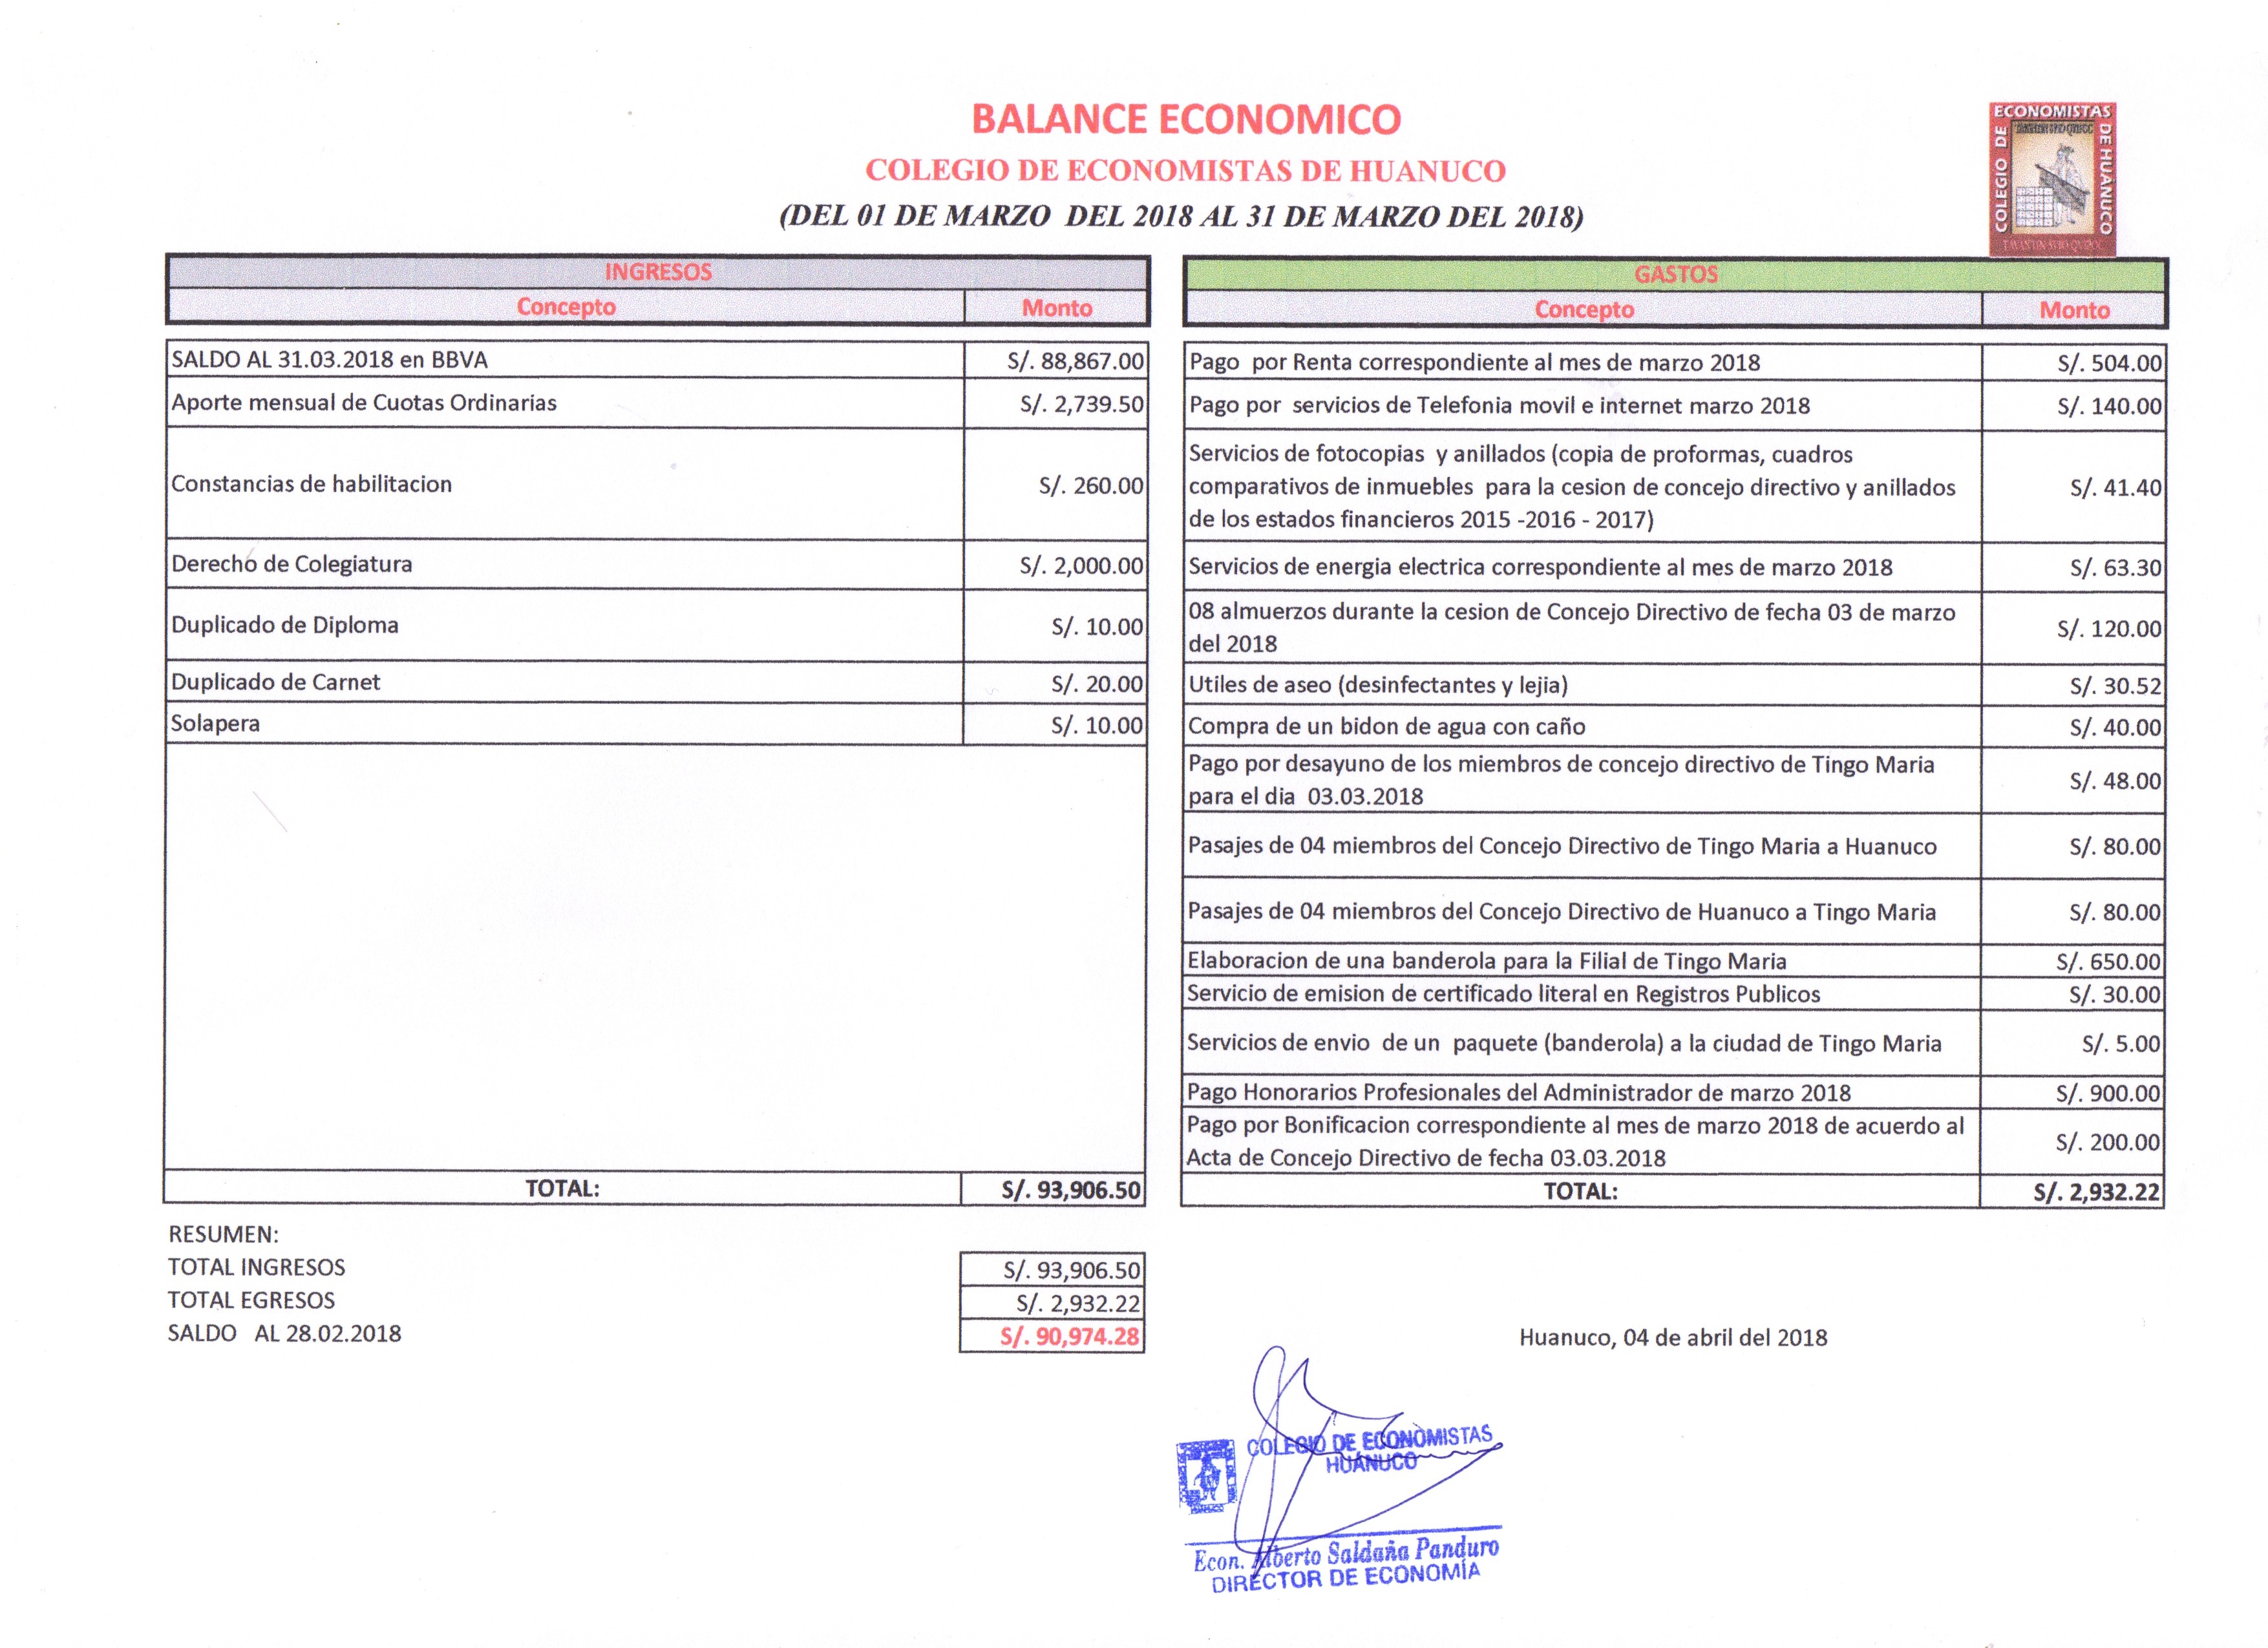 BALANCE ECONOMICO
COLEGIO DE ECONOMISTAS DE HUANUCO
(DEL 01 DE MARZO DEL 2018 AL 31 DE MARZO DEL 2018)
ECONOMISTAS
COLEGIO DE
DE HUANUCO
INGRESOS
Concepto Monto
SALDO AL 31.03.2018 en BBVA S/. 88,867.00
Aporte mensual de Cuotas Ordinarias S/. 2,739.50
Constancias de habilitacion S/. 260.00
Derecho de Colegiatura S/. 2,000.00
Duplicado de Diploma S/. 10.00
Duplicado de Carnet S/. 20.00
Solapera S/. 10.00
TOTAL: S/. 93,906.50
GASTOS
Concepto Monto
Pago por Renta correspondiente al mes de marzo 2018 S/. 504.00
Pago por servicios de Telefonia movil e internet marzo 2018 S/. 140.00
Servicios de fotocopias y anillados (copia de proformas, cuadros
comparativos de inmuebles para la cesion de concejo directivo y anillados S/. 41.40
de los estados financieros 2015 -2016 - 2017)
Servicios de energia electrica correspondiente al mes de marzo 2018 S/. 63.30
08 almuerzos durante la cesion de Concejo Directivo de fecha 03 de marzo
del 2018 S/. 120.00
Utiles de aseo (desinfectantes y lejia) S/. 30.52
Compra de un bidon de agua con caño S/. 40.00
Pago por desayuno de los miembros de concejo directivo de Tingo Maria
para el dia 03.03.2018 S/. 48.00
Pasajes de 04 miembros del Concejo Directivo de Tingo Maria a Huanuco S/. 80.00
Pasajes de 04 miembros del Concejo Directivo de Huanuco a Tingo Maria S/. 80.00
Elaboracion de una banderola para la Filial de Tingo Maria S/. 650.00
Servicio de emision de certificado literal en Registros Publicos S/. 30.00
Servicios de envio de un paquete (banderola) a la ciudad de Tingo Maria S/. 5.00
Pago Honorarios Profesionales del Administrador de marzo 2018 S/. 900.00
Pago por Bonificacion correspondiente al mes de marzo 2018 de acuerdo al
Acta de Concejo Directivo de fecha 03.03.2018 S/. 200.00
TOTAL: S/. 2,932.22
RESUMEN:
TOTAL INGRESOS S/. 93,906.50
TOTAL EGRESOS S/. 2,932.22
SALDO AL 28.02.2018 S/. 90,974.28
Huanuco, 04 de abril del 2018
COLEGIO DE ECONOMISTAS
HUÁNUCO
Econ. Alberto Saldaña Panduro
DIRECTOR DE ECONOMÍA